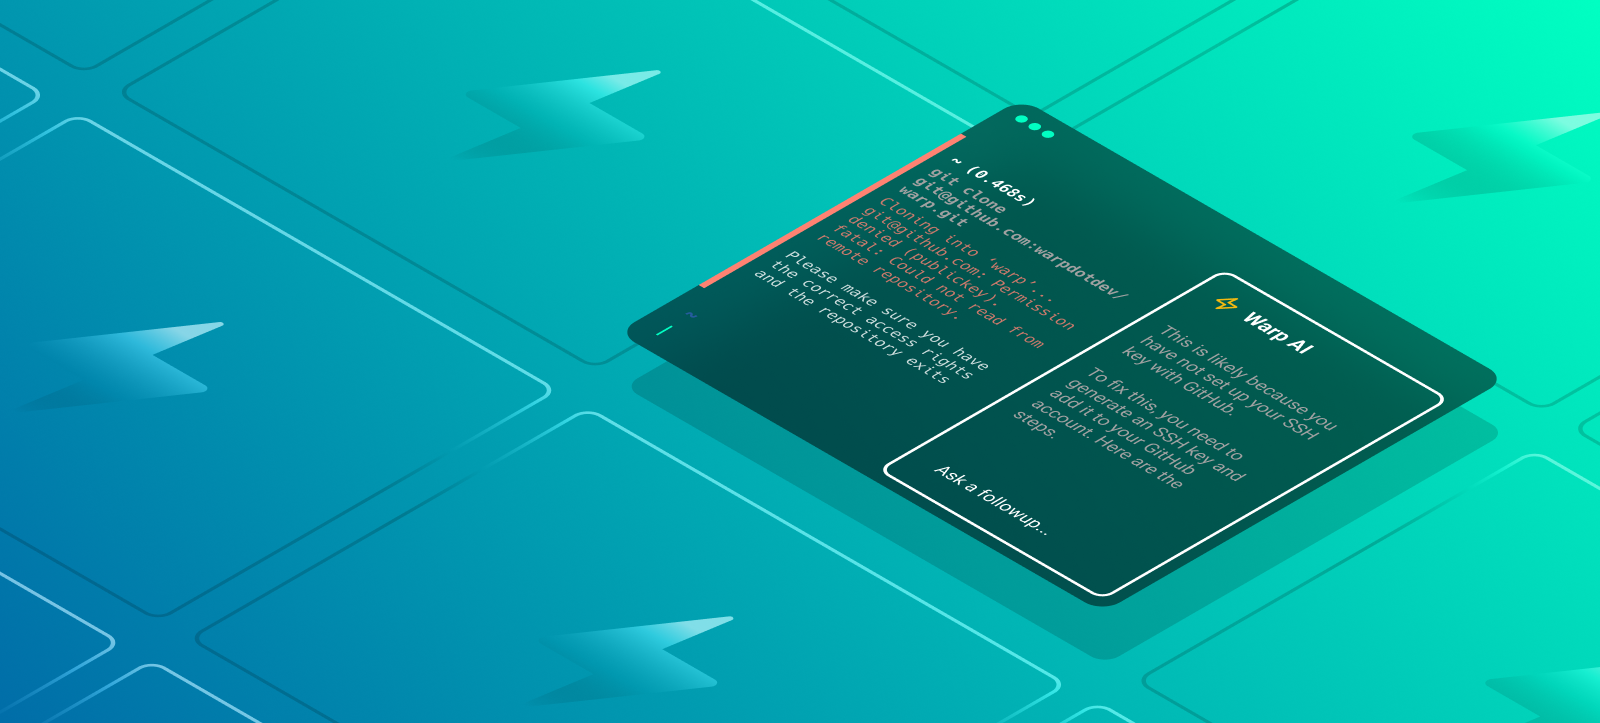 ~ (0.468s)
git clone
git@github.com:warpdotdev/
warp.git
Cloning into ‘warp’...
git@github.com: Permission
denied (publickey).
fatal: Could not read from
remote repository.
Please make sure you have
the correct access rights
and the repository exits
~
Warp AI
This is likely because you
have not set up your SSH
key with GitHub.
To fix this, you need to
generate an SSH key and
add it to your GitHub
account. Here are the
steps.
Ask a followup...